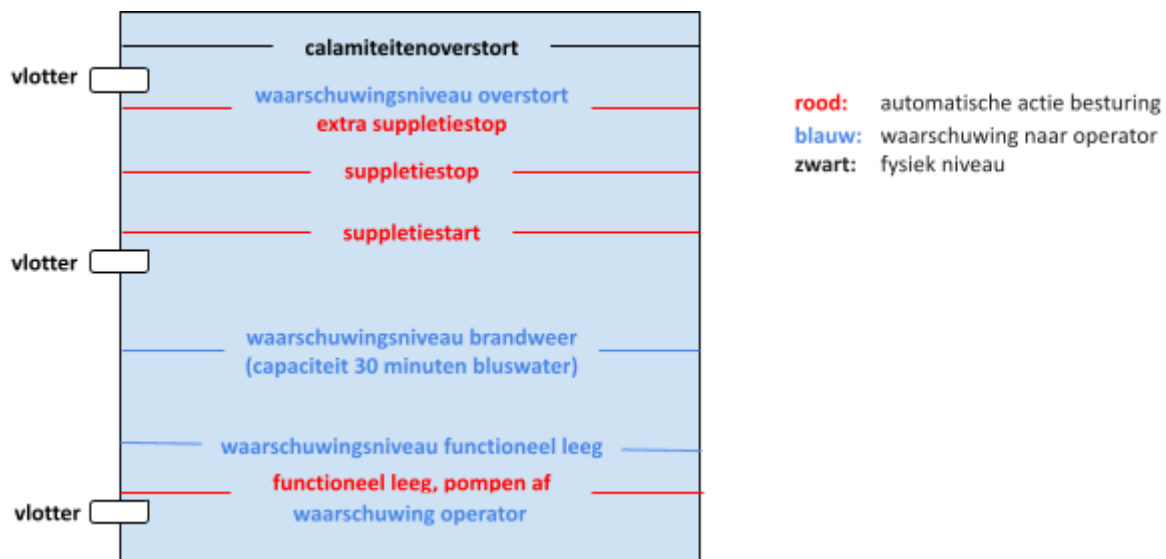 calamiteitenoverstort
vlotter
waarschuwingsniveau overstort
extra suppletiestop
suppletiestop
suppletiestart
vlotter
waarschuwingsniveau brandweer
(capaciteit 30 minuten bluswater)
waarschuwingsniveau functioneel leeg
functioneel leeg, pompen af
vlotter
waarschuwing operator
rood: automatische actie besturing
blauw: waarschuwing naar operator
zwart: fysiek niveau